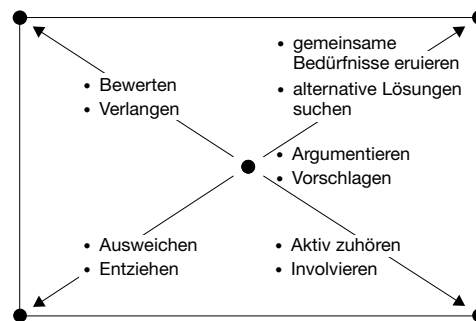 • gemeinsame
Bedürfnisse eruieren
• alternative Lösungen
suchen
• Bewerten
• Verlangen
• Argumentieren
• Vorschlagen
• Ausweichen
• Entziehen
• Aktiv zuhören
• Involvieren